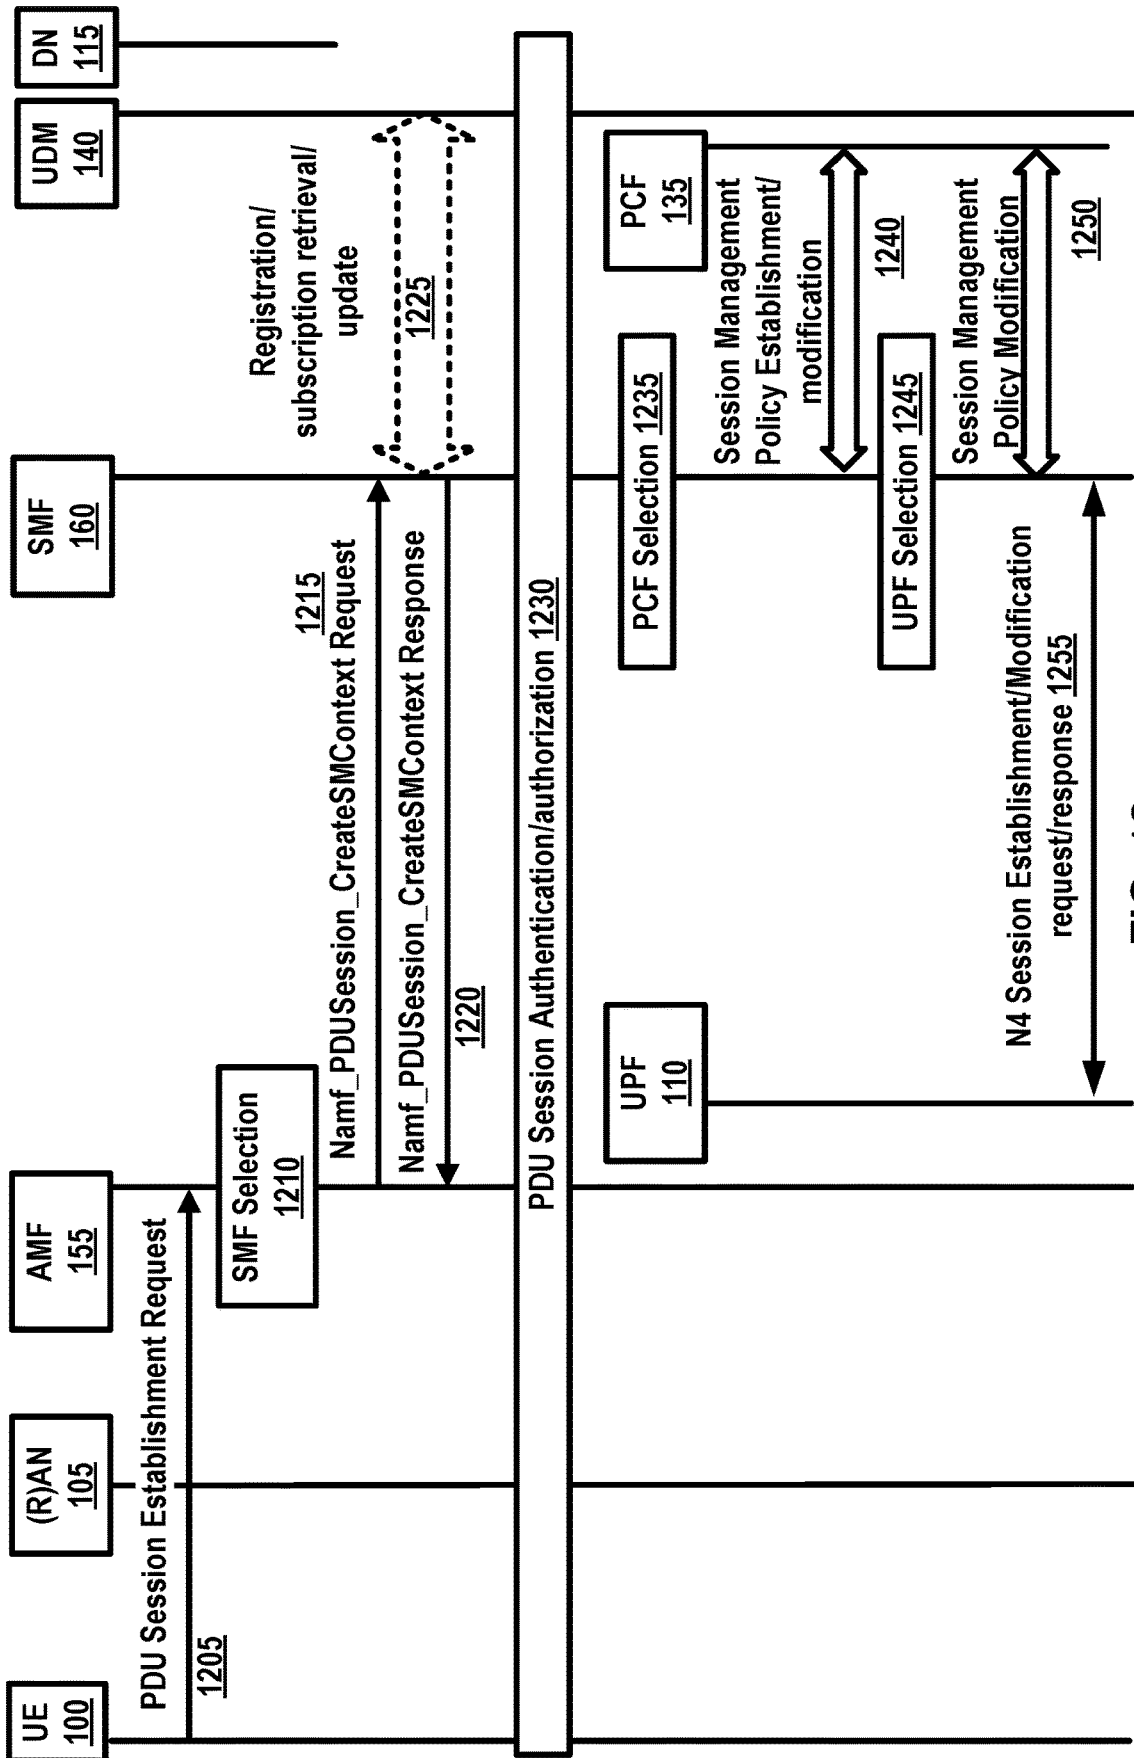 UE
100
(R)AN
105
AMF
155
SMF
160
UDM
140
DN
115
PDU Session Establishment Request
1205
SMF Selection
1210
1215
Namf_PDUSession_CreateSMContext Request
Namf_PDUSession_CreateSMContext Response
1220
Registration/
subscription retrieval/
update
1225
PDU Session Authentication/authorization 1230
UPF
110
PCF Selection 1235
PCF
135
Session Management
Policy Establishment/
modification
1240
UPF Selection 1245
Session Management
Policy Modification
1250
N4 Session Establishment/Modification
request/response 1255